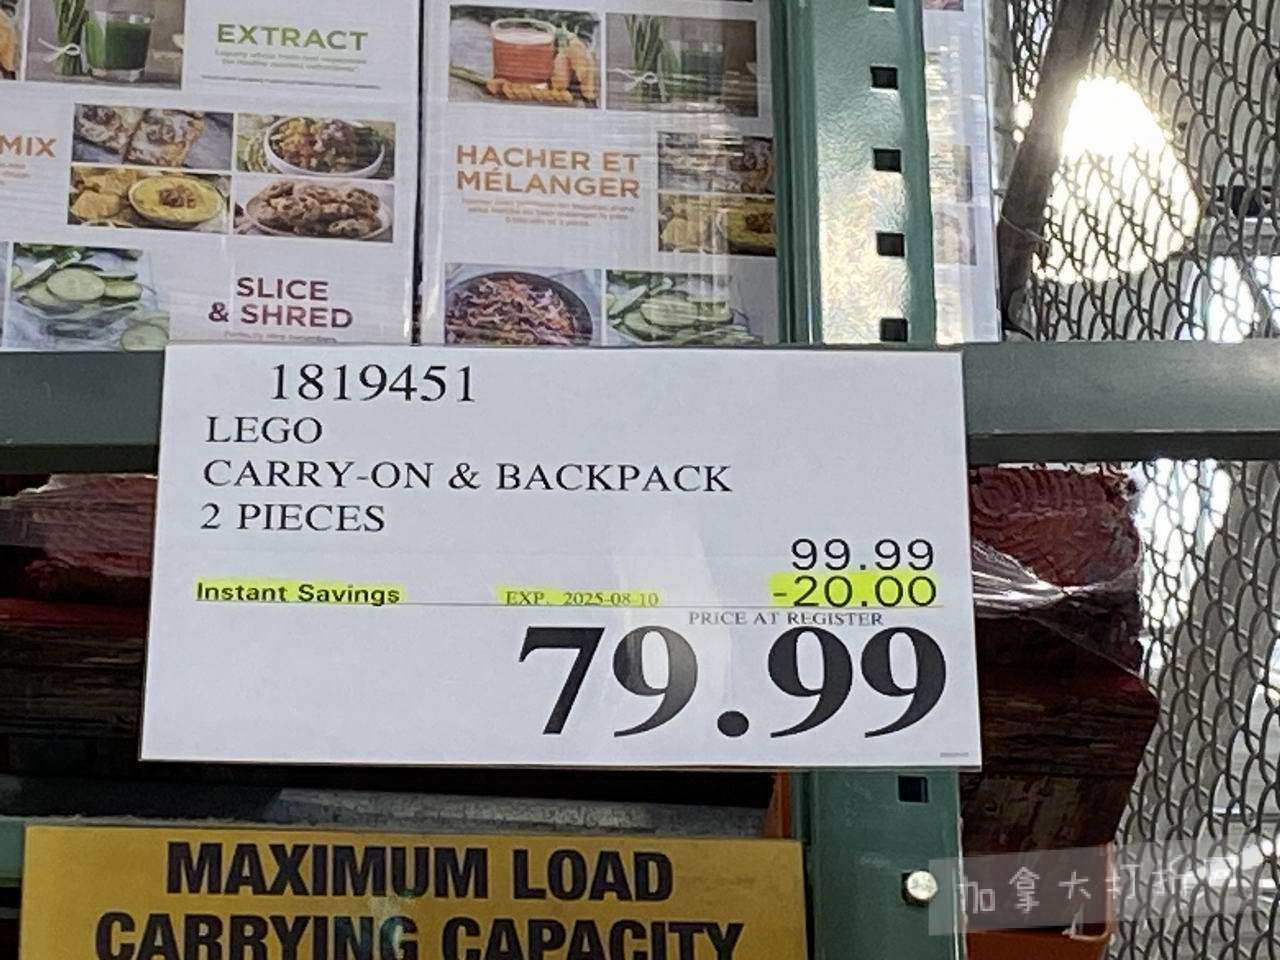 EXTRACT
MIX
HACHER ET
MÉLANGER
SLICE
& SHRED
1819451
LEGO
CARRY-ON & BACKPACK
2 PIECES
99.99
Instant Savings EXP. 2025-08-10 -20.00
PRICE AT REGISTER
79.99
MAXIMUM LOAD
CARRYING CAPACITY
加拿大打折